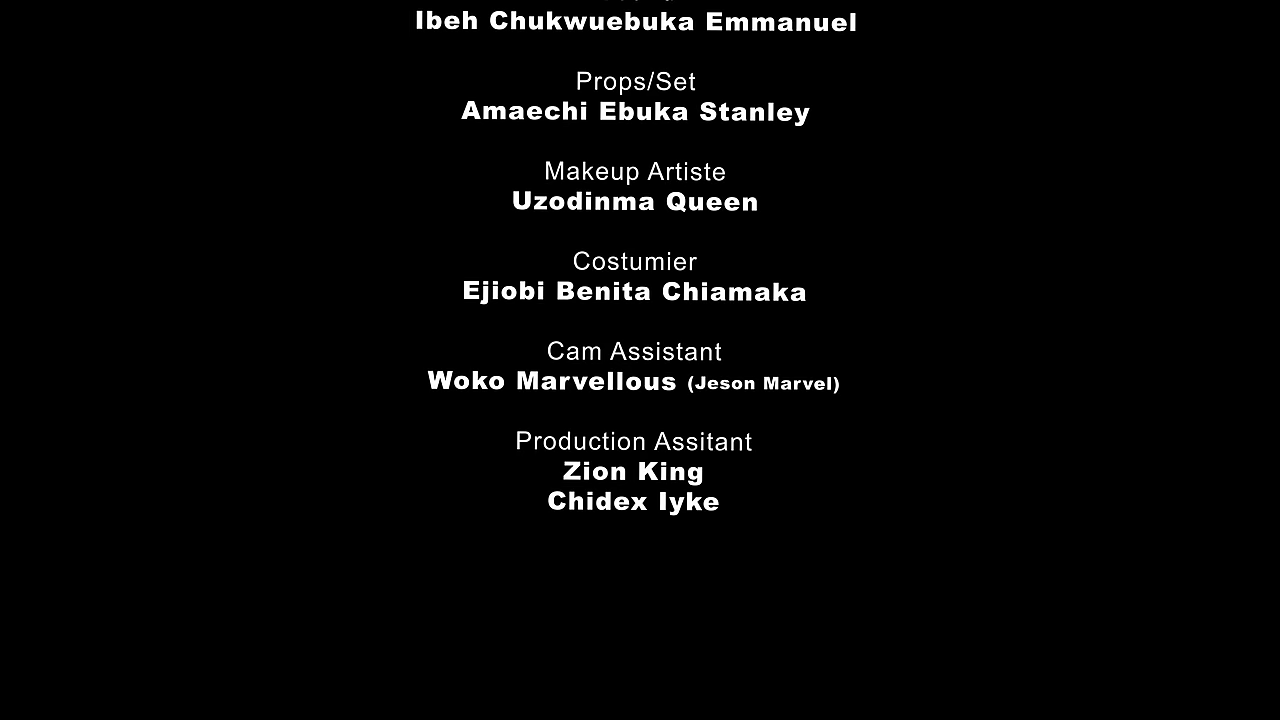 Ibeh Chukwuebuka Emmanuel
Props/Set
Amaechi Ebuka Stanley
Makeup Artiste
Uzodinma Queen
Costumier
Ejiobi Benita Chiamaka
Cam Assistant
Woko Marvellous (Jeson Marvel)
Production Assitant
Zion King
Chidex Iyke